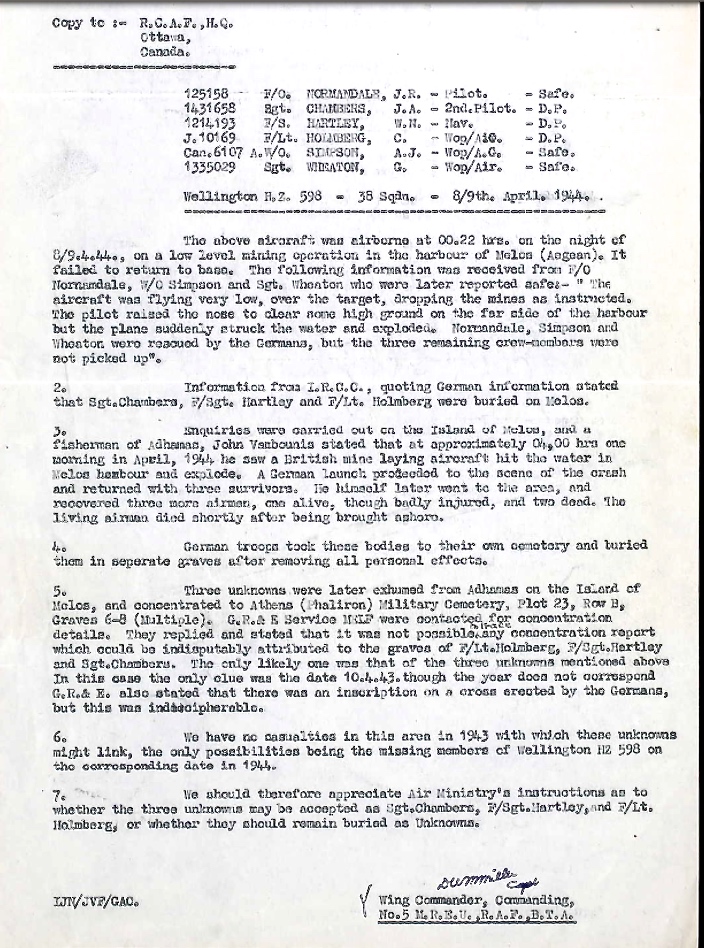 Copy to :- R.C.A.F.,H.Q.
Ottawa,
Canada.
125158 F/O. NORMANDALE, J.R. - Pilot. - Safe.
1431658 Sgt. CHAMBERS, J.A. - 2nd.Pilot. - D.P.
1214193 F/S. HARTLEY, W.N. - Nav. - D.P.
J.10169 F/Lt. HOLMBERG, C. - Wop/AiG. - D.P.
Can.6107 A.W/O. SIMPSON, A.J. - Wop/A.G. - Safe.
1335029 Sgt. WHEATON, G. - Wop/Air. - Safe.
Wellington H.Z. 598 - 38 Sqdn. - 8/9th. April. 1944.
The above aircraft was airborne at 00.22 hrs. on the night of
8/9.4.44., on a low level mining operation in the harbour of Melos (Aegean). It
failed to return to base. The following information was received from F/O
Normandale, W/O Simpson and Sgt. Wheaton who were later reported safe:- " The
aircraft was flying very low, over the target, dropping the mines as instructed.
The pilot raised the nose to clear some high ground on the far side of the harbour
but the plane suddenly struck the water and exploded. Normandale, Simpson and
Wheaton were rescued by the Germans, but the three remaining crew-members were
not picked up".
2. Information from I.R.C.C., quoting German information stated
that Sgt.Chambers, F/Sgt. Hartley and F/Lt. Holmberg were buried on Melos.
3. Enquiries were carried out on the Island of Melos, and a
fisherman of Adhamas, John Vambounis stated that at approximately 04,00 hrs one
morning in April, 1944 he saw a British mine laying aircraft hit the water in
Melos harbour and explode. A German launch proceeded to the scene of the crash
and returned with three survivors. He himself later went to the area, and
recovered three more airmen, one alive, though badly injured, and two dead. The
living airman died shortly after being brought ashore.
4. German troops took these bodies to their own cemetery and buried
them in seperate graves after removing all personal effects.
5. Three unknowns were later exhumed from Adhamas on the Island of
Melos, and concentrated to Athens (Phaliron) Military Cemetery, Plot 23, Row B,
Graves 6-8 (Multiple). G.R.& E Service MELF were contacted for concentration
details. They replied and stated that it was not possible to trace any concentration report
which could be indisputably attributed to the graves of F/Lt.Holmberg, F/Sgt.Hartley
and Sgt.Chambers. The only likely one was that of the three unknowns mentioned above
In this case the only clue was the date 10.4.43.though the year does not correspond
G.R.& E. also stated that there was an inscription on a cross erected by the Germans,
but this was indecipherable.
6. We have no casualties in this area in 1943 with which these unknowns
might link, the only possibilities being the missing members of Wellington HZ 598 on
the corresponding date in 1944.
7. We should therefore appreciate Air Ministry's instructions as to
whether the three unknowns may be accepted as Sgt.Chambers, F/Sgt.Hartley,and F/Lt.
Holmberg, or whether they should remain buried as Unknowns.
LJN/JVF/GAC.
Wing Commander, Commanding,
No.5 M.R.E.U.,R.A.F.,B.T.A.